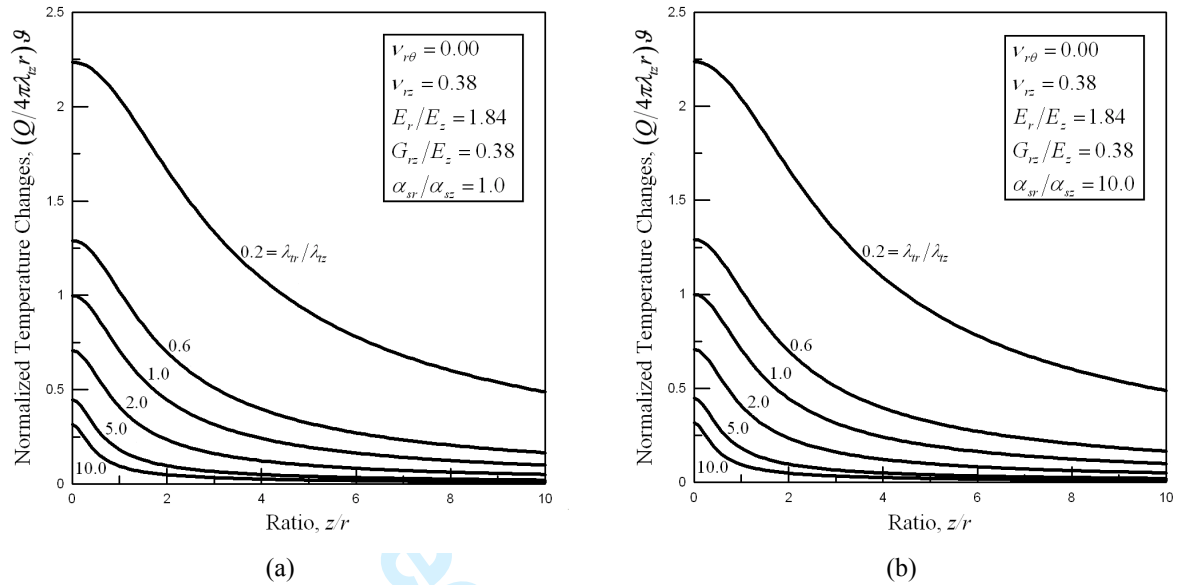 Normalized Temperature Changes, (Q/4πλ_tz r)ϑ
2.5
2
1.5
1
0.5
0
ν_rθ = 0.00
ν_rz = 0.38
E_r/E_z = 1.84
G_rz/E_z = 0.38
α_sr/α_sz = 1.0
0.2 = λ_tr/λ_tz
0.6
1.0
2.0
5.0
10.0
0 2 4 6 8 10
Ratio, z/r
(a)
Normalized Temperature Changes, (Q/4πλ_tz r)ϑ
2.5
2
1.5
1
0.5
0
ν_rθ = 0.00
ν_rz = 0.38
E_r/E_z = 1.84
G_rz/E_z = 0.38
α_sr/α_sz = 10.0
0.2 = λ_tr/λ_tz
0.6
1.0
2.0
5.0
10.0
0 2 4 6 8 10
Ratio, z/r
(b)